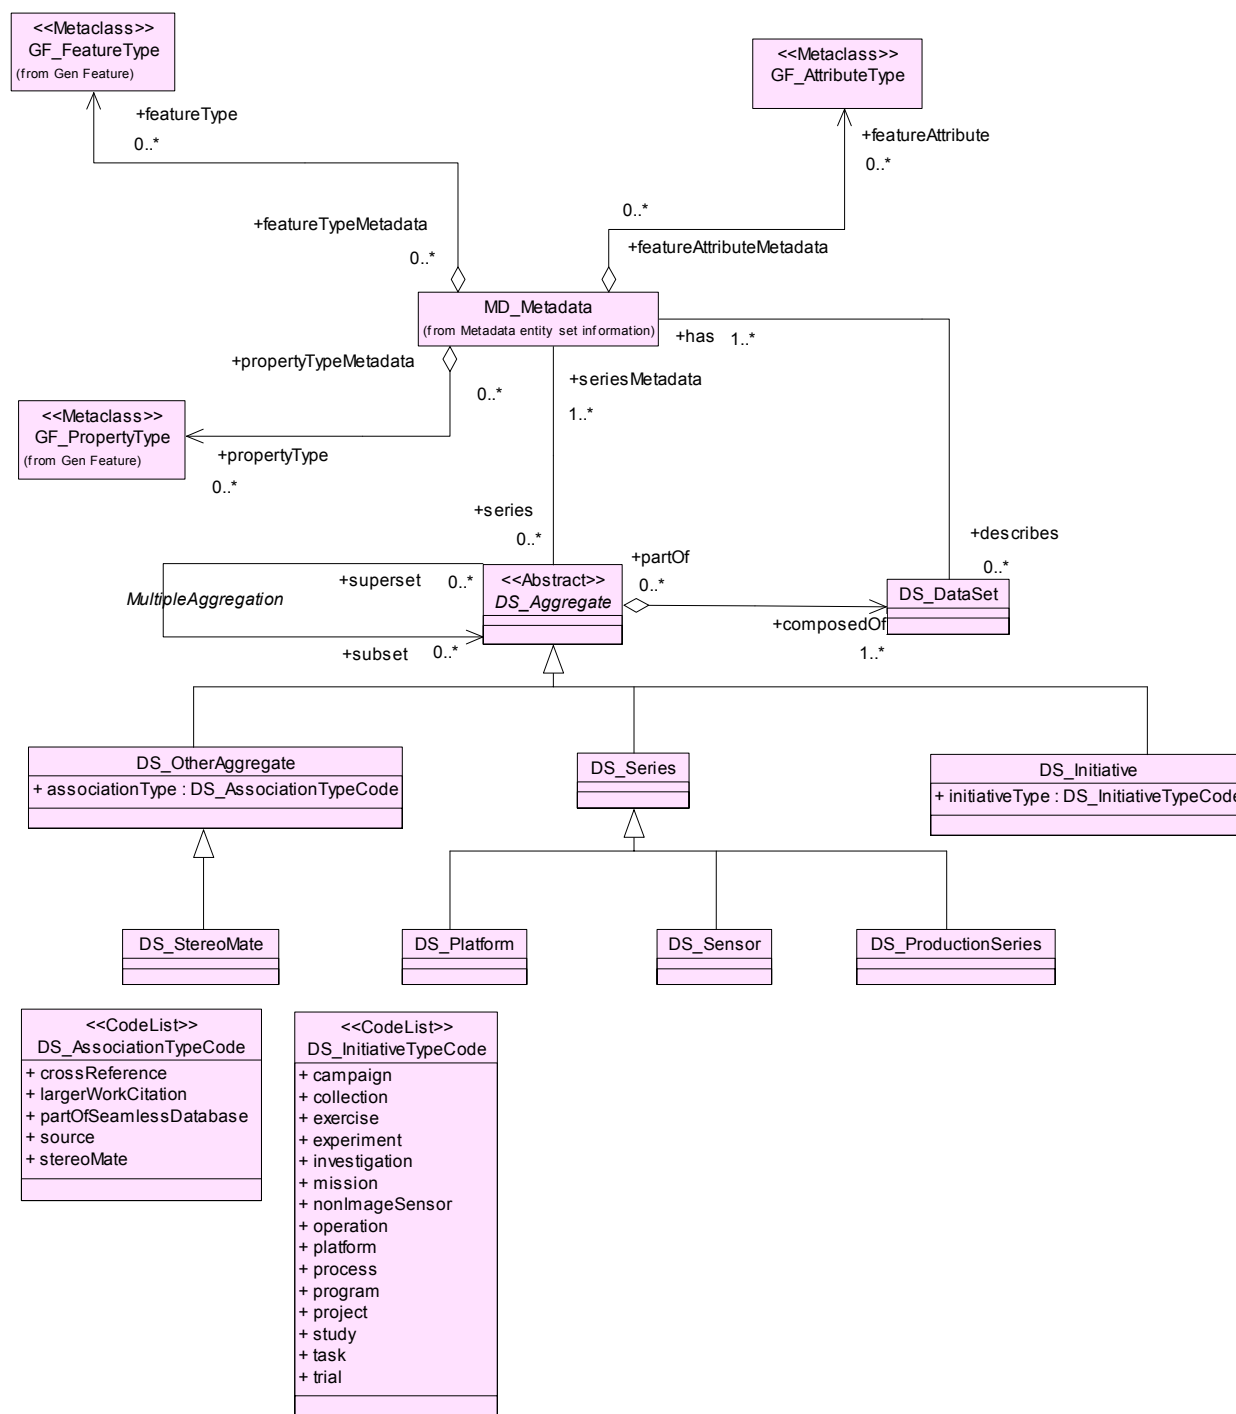 <<Metaclass>>
GF_FeatureType
(from Gen Feature)
<<Metaclass>>
GF_AttributeType
+featureType
0..*
+featureAttribute
0..*
+featureTypeMetadata
0..*
0..*
+featureAttributeMetadata
MD_Metadata
(from Metadata entity set information)
+has 1..*
+propertyTypeMetadata
0..*
+seriesMetadata
1..*
<<Metaclass>>
GF_PropertyType
(from Gen Feature)
+propertyType
0..*
+series
0..*
+describes
0..*
+partOf
0..*
+superset 0..*
MultipleAggregation
+subset 0..*
<<Abstract>>
DS_Aggregate
DS_DataSet
+composedOf
1..*
DS_OtherAggregate
+ associationType : DS_AssociationTypeCode
DS_Series
DS_Initiative
+ initiativeType : DS_InitiativeTypeCode
DS_StereoMate
DS_Platform
DS_Sensor
DS_ProductionSeries
<<CodeList>>
DS_AssociationTypeCode
+ crossReference
+ largerWorkCitation
+ partOfSeamlessDatabase
+ source
+ stereoMate
<<CodeList>>
DS_InitiativeTypeCode
+ campaign
+ collection
+ exercise
+ experiment
+ investigation
+ mission
+ nonImageSensor
+ operation
+ platform
+ process
+ program
+ project
+ study
+ task
+ trial